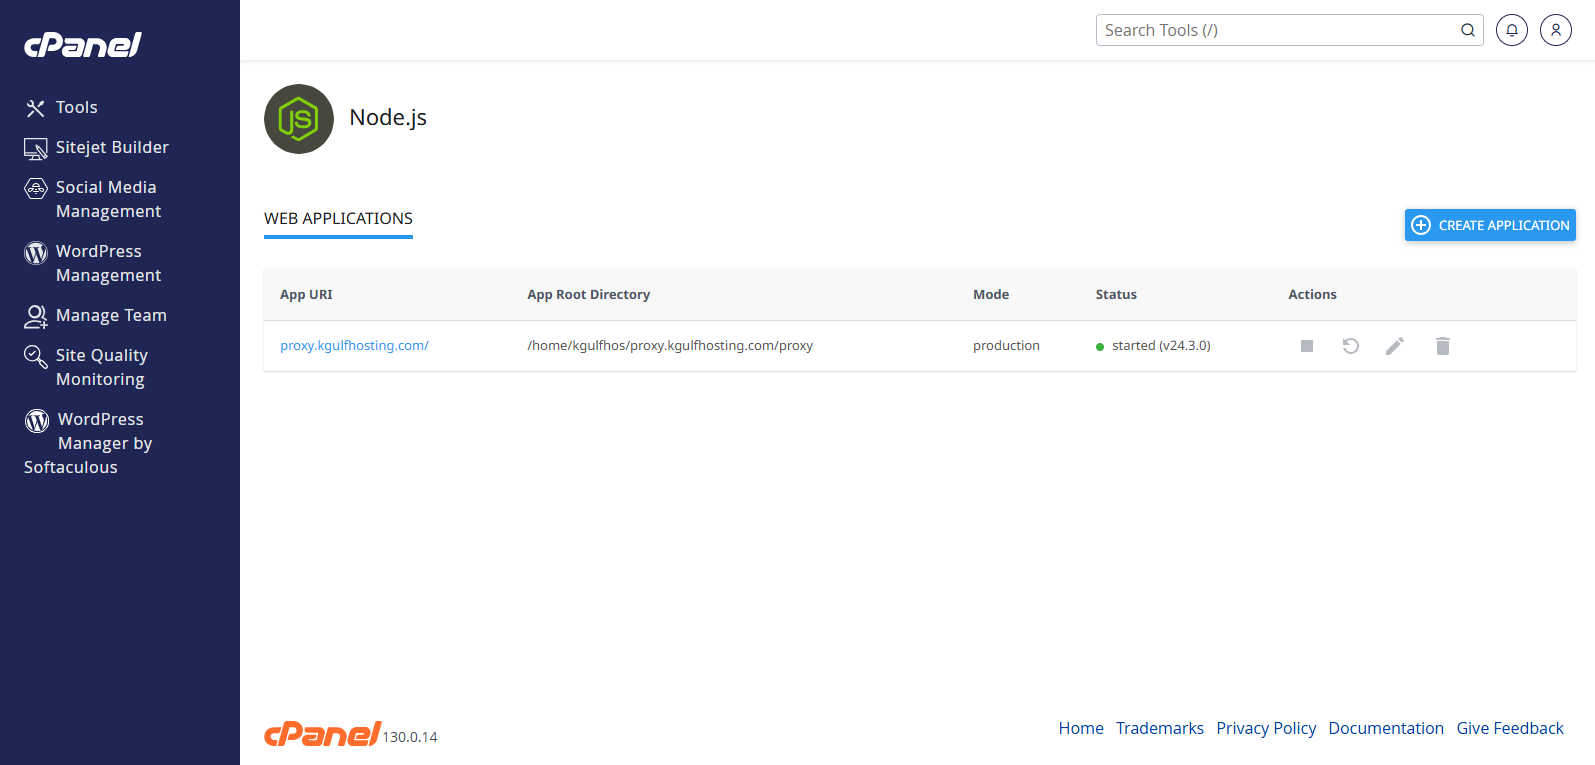 cPanel
Search Tools (/)
Tools
Sitejet Builder
Social Media
Management
WordPress
Management
Manage Team
Site Quality
Monitoring
WordPress
Manager by
Softaculous
JS
Node.js
WEB APPLICATIONS
CREATE APPLICATION
App URI App Root Directory Mode Status Actions
proxy.kgulfhosting.com/ /home/kgulfhos/proxy.kgulfhosting.com/proxy production started (v24.3.0)
cPanel 130.0.14
Home Trademarks Privacy Policy Documentation Give Feedback